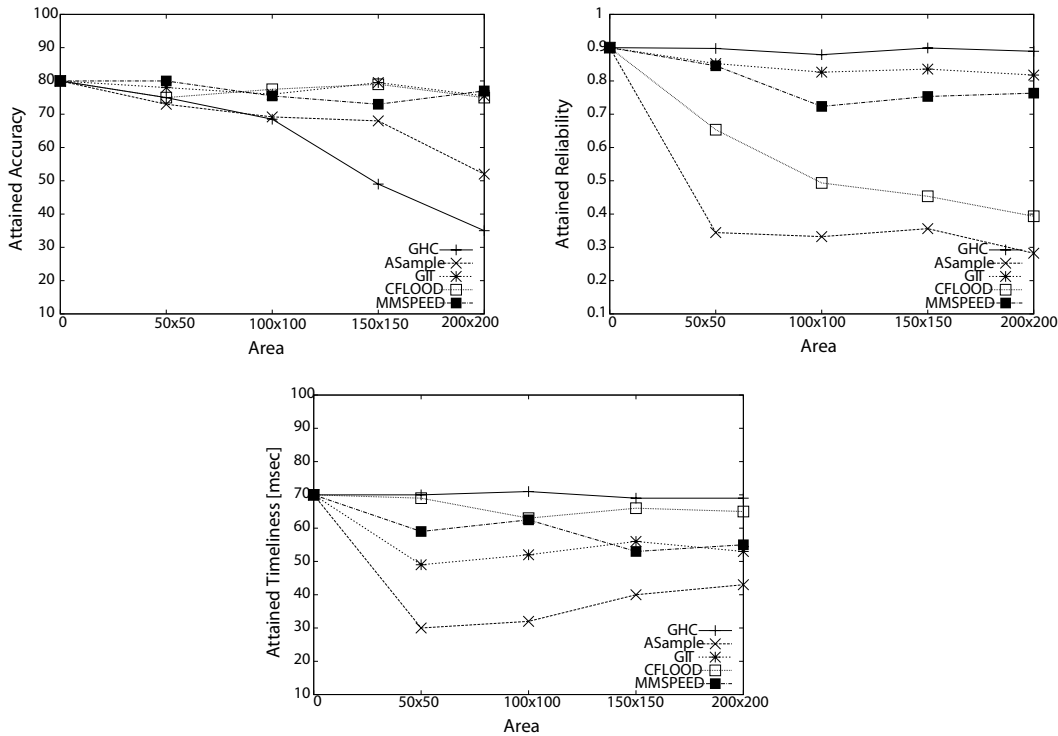 100
90
80
70
60
50
40
30
20
10
Attained Accuracy
GHC
ASample
GIT
CFLOOD
MMSPEED
0 50x50 100x100 150x150 200x200
Area
1
0.9
0.8
0.7
0.6
0.5
0.4
0.3
0.2
0.1
Attained Reliability
GHC
ASample
GIT
CFLOOD
MMSPEED
0 50x50 100x100 150x150 200x200
Area
100
90
80
70
60
50
40
30
20
10
Attained Timeliness [msec]
GHC
ASample
GIT
CFLOOD
MMSPEED
0 50x50 100x100 150x150 200x200
Area